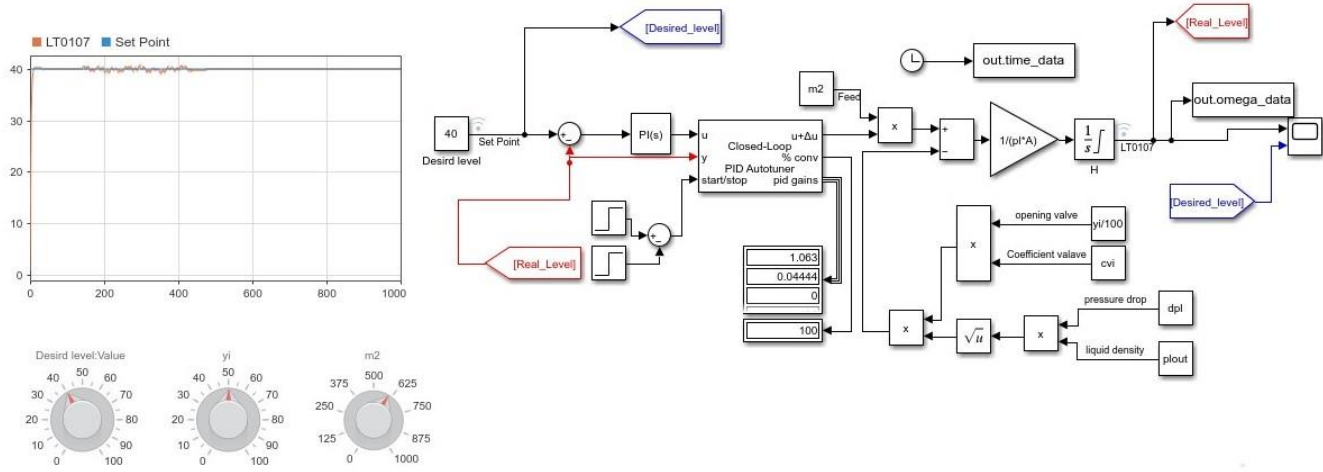 LT0107 Set Point
40
30
20
10
0
0 200 400 600 800 1000
Desird level:Value
0 10 20 30 40 50 60 70 80 90 100
yi
0 10 20 30 40 50 60 70 80 90 100
m2
0 125 250 375 500 625 750 875 1000
[Desired_level]
40
Set Point
Desird level
+
−
PI(s)
u
y
start/stop
Closed-Loop
PID Autotuner
u+Δu
% conv
pid gains
+
−
[Real_Level]
1.063
0.04444
0
100
m2
Feed
x
+
−
1/(pl*A)
1
s
H
LT0107
out.time_data
[Real_Level]
out.omega_data
[Desired_level]
x
opening valve
yi/100
Coefficient valave
cvi
x
√u
x
pressure drop
dpl
liquid density
plout